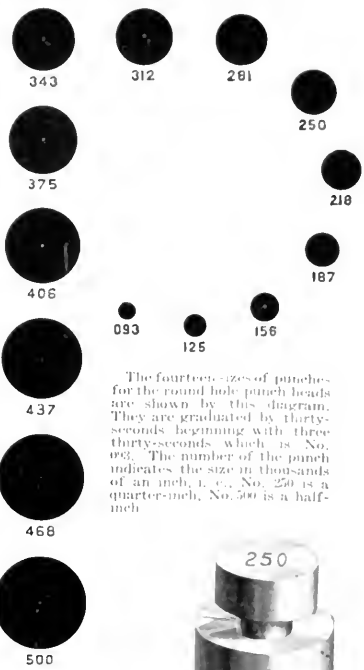 343 312 281
250
375
218
187
406
093 125 156
437
The fourteen sizes of punches
for the round hole punch heads
are shown by this diagram.
They are graduated by thirty-
seconds beginning with three
thirty-seconds which is No.
093. The number of the punch
indicates the size in thousands
of an inch, i. e., No. 250 is a
quarter-inch, No. 500 is a half-
inch
468
250
500